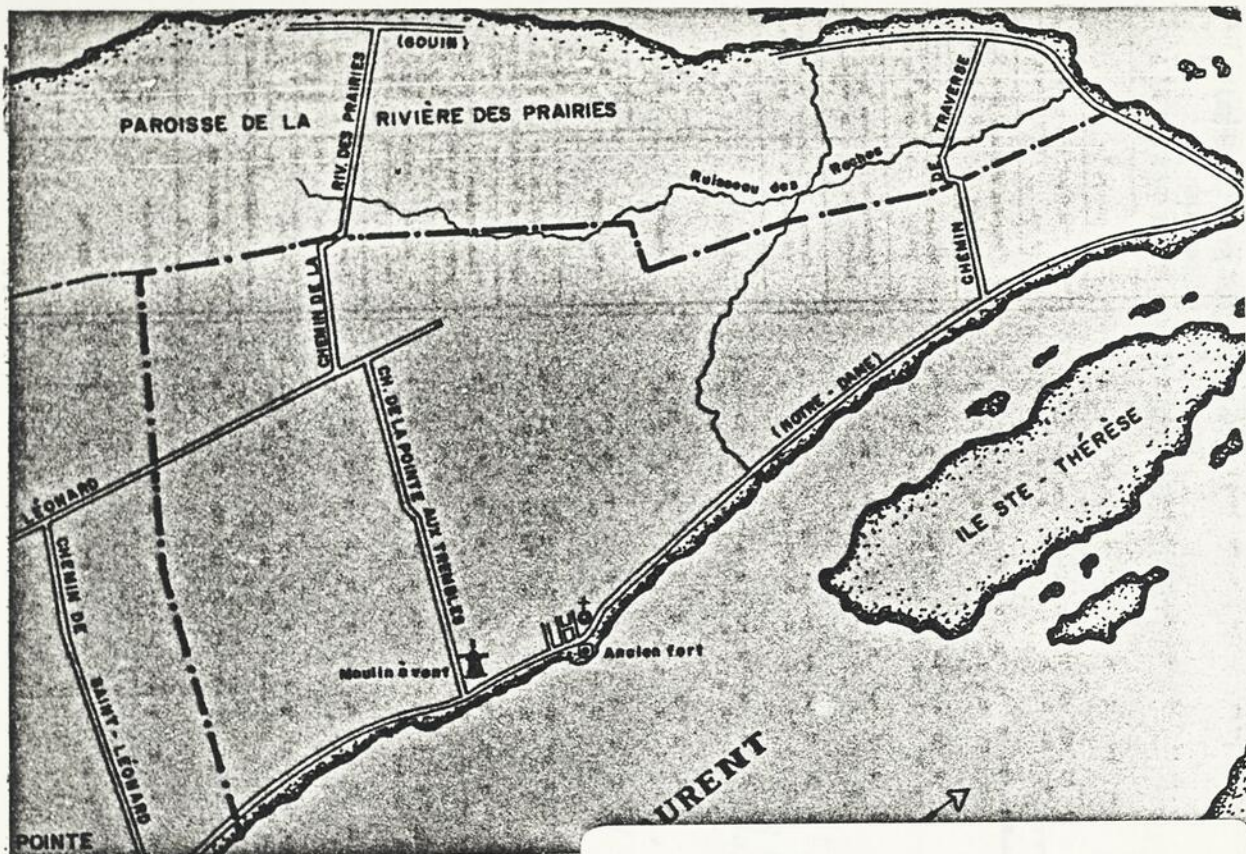 (GOUIN)
PAROISSE DE LA RIVIÈRE DES PRAIRIES
CHEMIN DE LA RIV. DES PRAIRIES
CHEMIN DE TRAVERSE
Ruisseau des Roches
(NOTRE-DAME)
CH. DE LA POINTE AUX TREMBLES
LÉONARD
CHEMIN DE SAINT-LÉONARD
ILE STE-THÉRÈSE
Moulin à vent
Ancien fort
URENT
POINTE